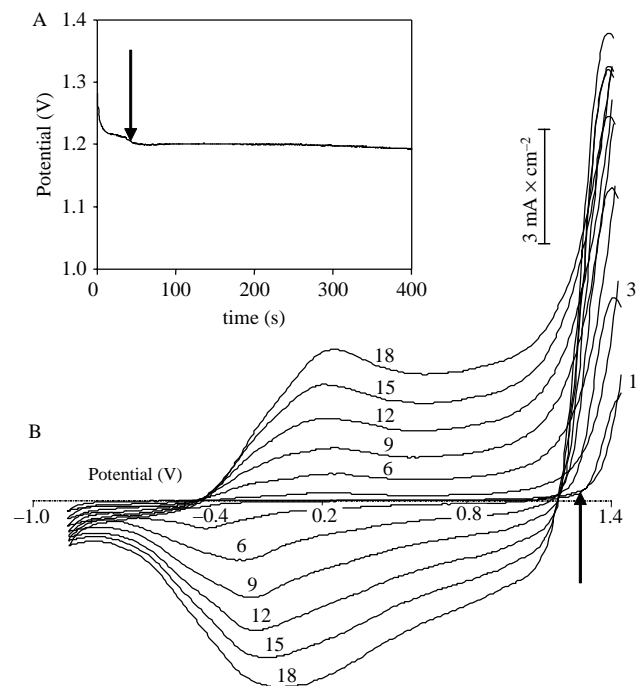 A
1.4
1.3
1.2
1.1
1.0
Potential (V)
0 100 200 300 400
time (s)
3 mA × cm−2
3
1
18
15
12
9
6
B
Potential (V)
−1.0 −0.4 0.2 0.8 1.4
6
9
12
15
18